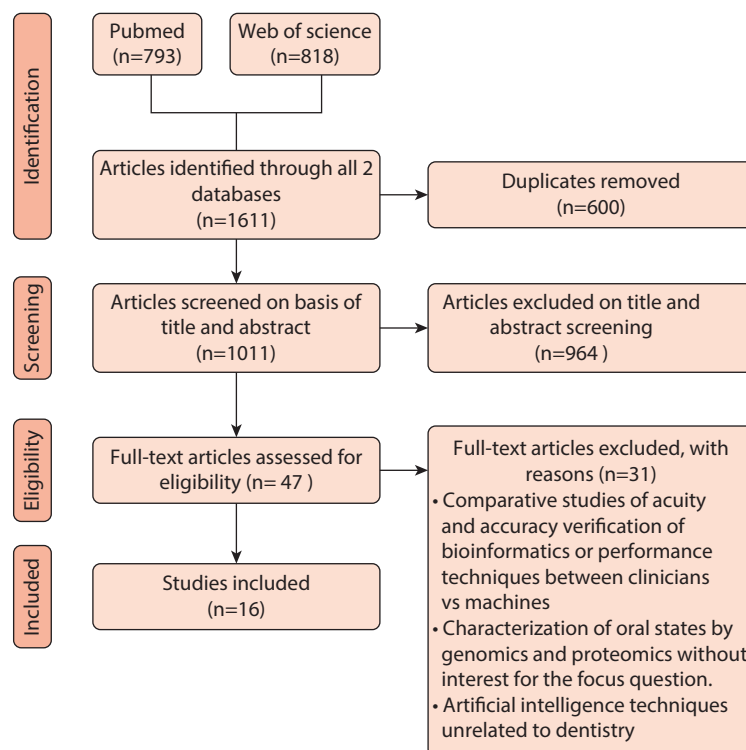 Identification
Pubmed
(n=793)
Web of science
(n=818)
Articles identified through all 2
databases
(n=1611)
Duplicates removed
(n=600)
Screening
Articles screened on basis of
title and abstract
(n=1011)
Articles excluded on title and
abstract screening
(n=964 )
Eligibility
Full-text articles assessed for
eligibility (n= 47 )
Full-text articles excluded, with
reasons (n=31)
• Comparative studies of acuity
and accuracy verification of
bioinformatics or performance
techniques between clinicians
vs machines
• Characterization of oral states by
genomics and proteomics without
interest for the focus question.
• Artificial intelligence techniques
unrelated to dentistry
Included
Studies included
(n=16)